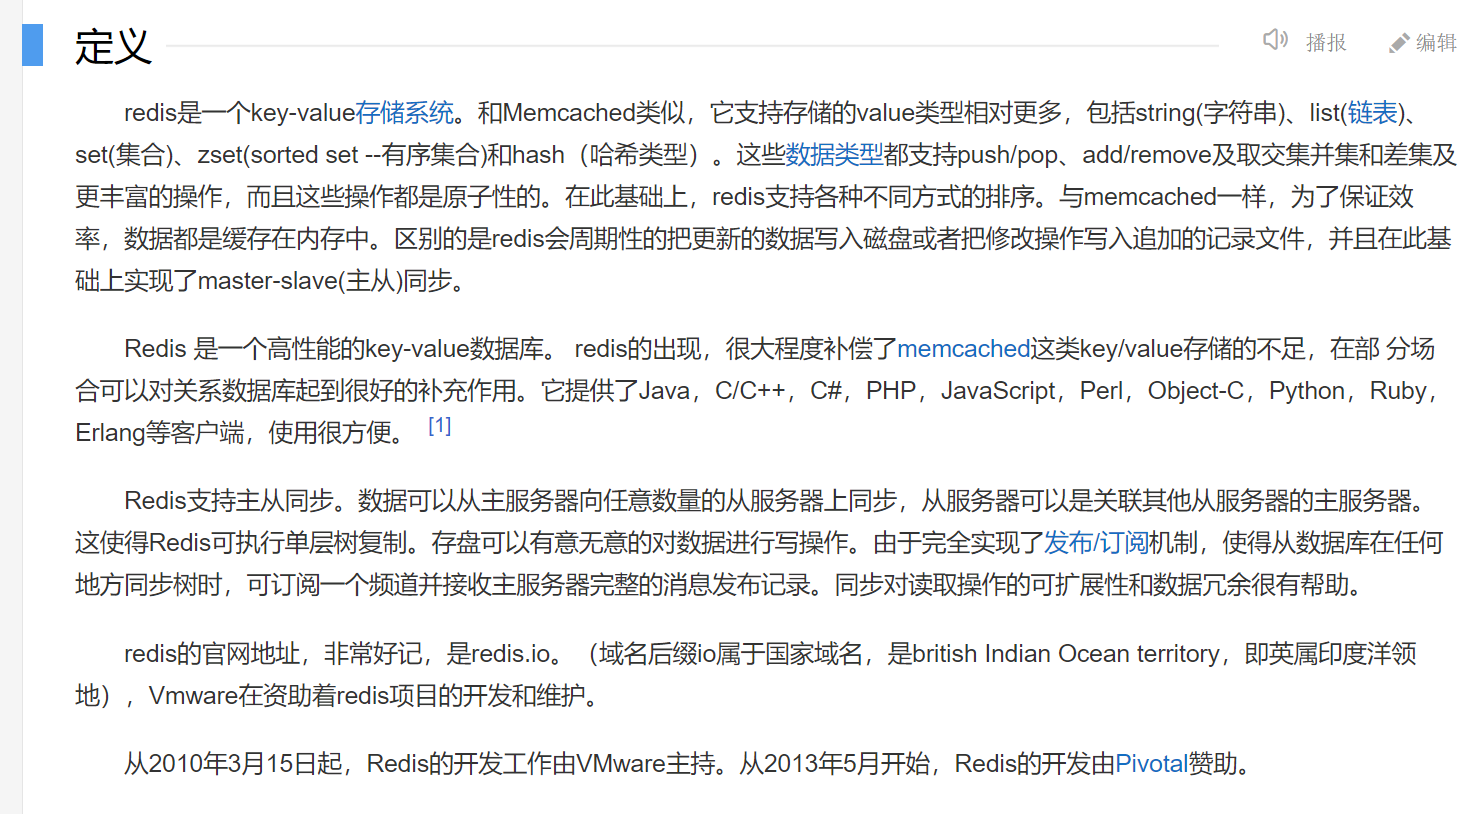 定义
播报
编辑
redis是一个key-value存储系统。和Memcached类似，它支持存储的value类型相对更多，包括string(字符串)、list(链表)、
set(集合)、zset(sorted set --有序集合)和hash（哈希类型）。这些数据类型都支持push/pop、add/remove及取交集并集和差集及
更丰富的操作，而且这些操作都是原子性的。在此基础上，redis支持各种不同方式的排序。与memcached一样，为了保证效
率，数据都是缓存在内存中。区别的是redis会周期性的把更新的数据写入磁盘或者把修改操作写入追加的记录文件，并且在此基
础上实现了master-slave(主从)同步。
Redis 是一个高性能的key-value数据库。 redis的出现，很大程度补偿了memcached这类key/value存储的不足，在部 分场
合可以对关系数据库起到很好的补充作用。它提供了Java，C/C++，C#，PHP，JavaScript，Perl，Object-C，Python，Ruby，
Erlang等客户端，使用很方便。 [1]
Redis支持主从同步。数据可以从主服务器向任意数量的从服务器上同步，从服务器可以是关联其他从服务器的主服务器。
这使得Redis可执行单层树复制。存盘可以有意无意的对数据进行写操作。由于完全实现了发布/订阅机制，使得从数据库在任何
地方同步树时，可订阅一个频道并接收主服务器完整的消息发布记录。同步对读取操作的可扩展性和数据冗余很有帮助。
redis的官网地址，非常好记，是redis.io。（域名后缀io属于国家域名，是british Indian Ocean territory，即英属印度洋领
地），Vmware在资助着redis项目的开发和维护。
从2010年3月15日起，Redis的开发工作由VMware主持。从2013年5月开始，Redis的开发由Pivotal赞助。